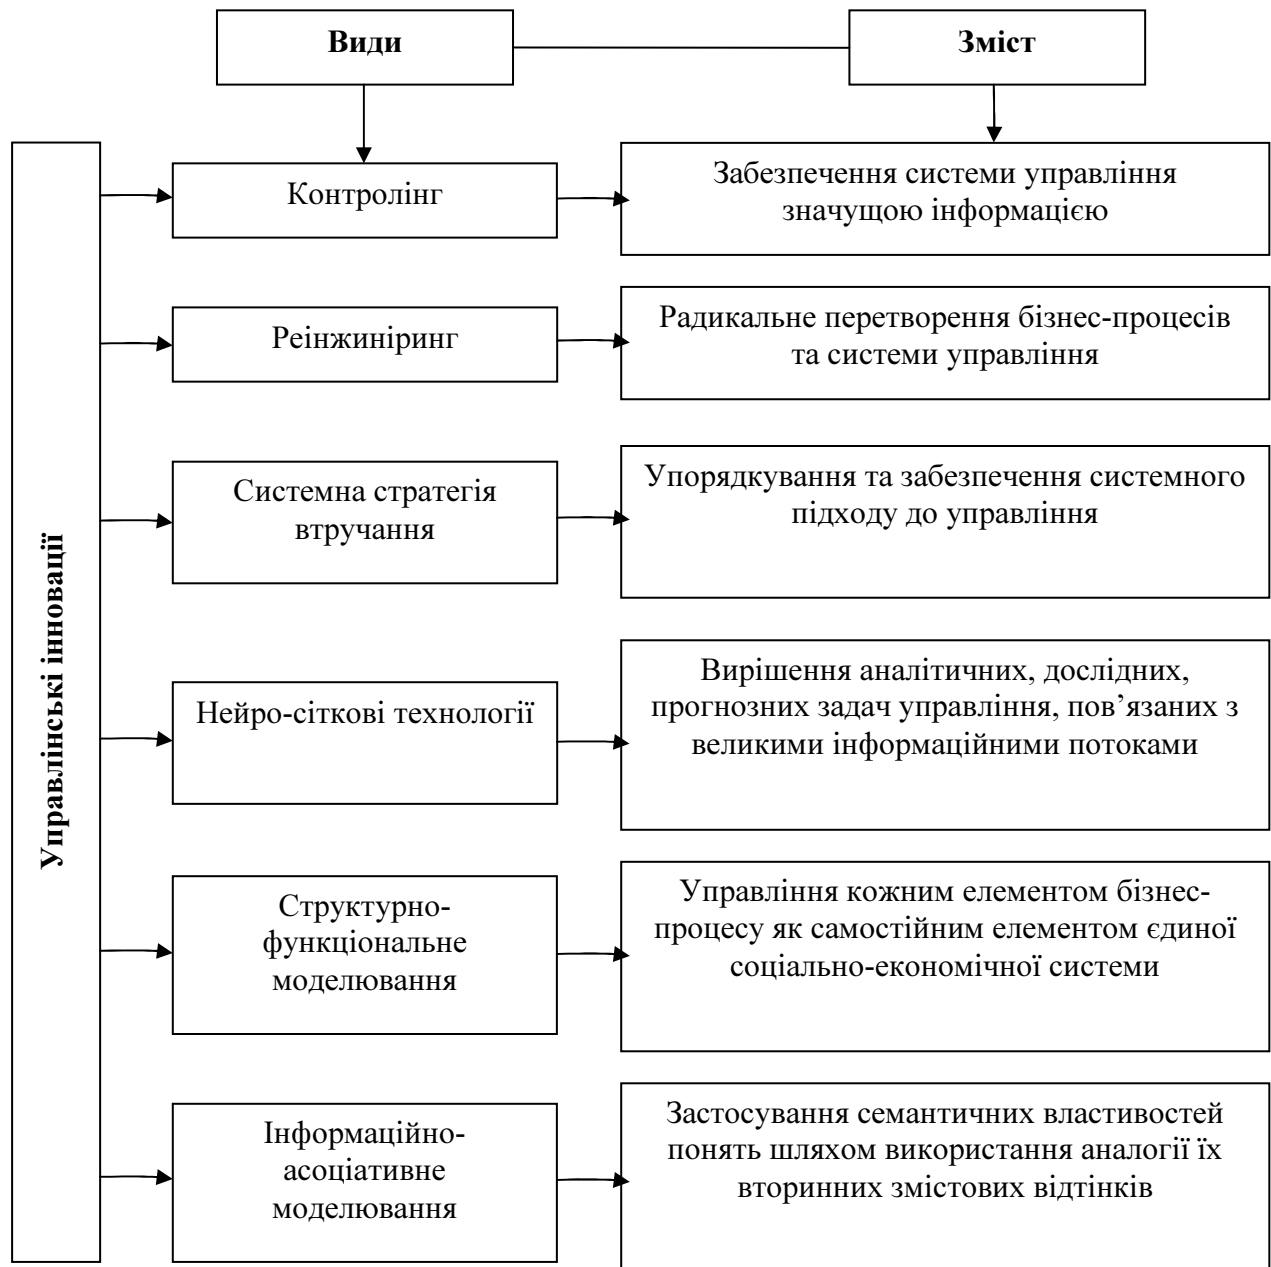 Види
Зміст
Управлінські інновації
Контролінг
Забезпечення системи управління
значущою інформацією
Реінжиніринг
Радикальне перетворення бізнес-процесів
та системи управління
Системна стратегія
втручання
Упорядкування та забезпечення системного
підходу до управління
Нейро-сіткові технології
Вирішення аналітичних, дослідних,
прогнозних задач управління, пов’язаних з
великими інформаційними потоками
Структурно-
функціональне
моделювання
Управління кожним елементом бізнес-
процесу як самостійним елементом єдиної
соціально-економічної системи
Інформаційно-
асоціативне
моделювання
Застосування семантичних властивостей
понять шляхом використання аналогії їх
вторинних змістових відтінків